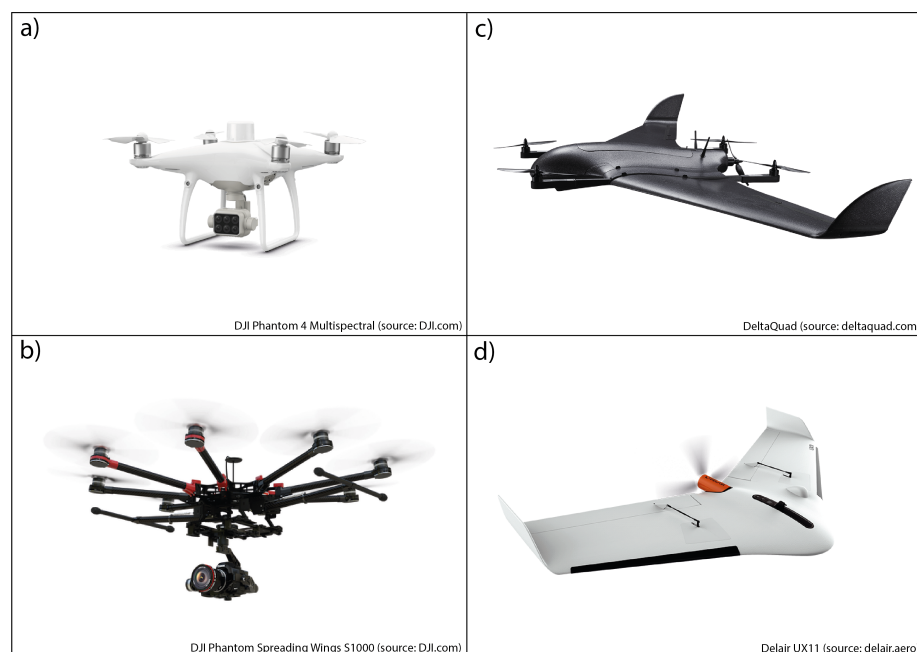 a)
DJI Phantom 4 Multispectral (source: DJI.com)
c)
DeltaQuad (source: deltaquad.com
b)
DJI Phantom Spreading Wings S1000 (source: DJI.com)
d)
Delair UX11 (source: delair.aero